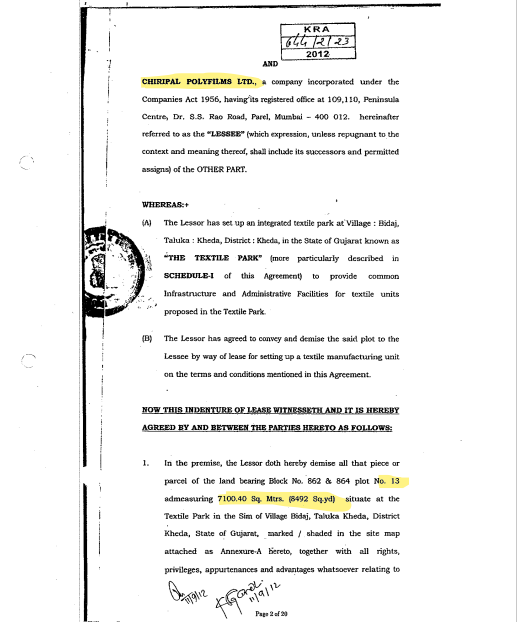 KRA
644/2/23
2012
AND
CHIRIPAL POLYFILMS LTD., a company incorporated under the
Companies Act 1956, having its registered office at 109,110, Peninsula
Centre, Dr. S.S. Rao Road, Parel, Mumbai – 400 012. hereinafter
referred to as the "LESSEE" (which expression, unless repugnant to the
context and meaning thereof, shall include its successors and permitted
assigns) of the OTHER PART.
WHEREAS:+
(A) The Lessor has set up an integrated textile park at Village : Bidaj,
Taluka : Kheda, District : Kheda, in the State of Gujarat known as
"THE TEXTILE PARK" (more particularly described in
SCHEDULE-I of this Agreement) to provide common
Infrastructure and Administrative Facilities for textile units
proposed in the Textile Park.
(B) The Lessor has agreed to convey and demise the said plot to the
Lessee by way of lease for setting up a textile manufacturing unit
on the terms and conditions mentioned in this Agreement.
NOW THIS INDENTURE OF LEASE WITNESSETH AND IT IS HEREBY
AGREED BY AND BETWEEN THE PARTIES HERETO AS FOLLOWS:
1. In the premise, the Lessor doth hereby demise all that piece or
parcel of the land bearing Block No. 862 & 864 plot No. 13
admeasuring 7100.40 Sq. Mtrs. (8492 Sq.yd) situate at the
Textile Park in the Sim of Village Bidaj, Taluka Kheda, District
Kheda, State of Gujarat, marked / shaded in the site map
attached as Annexure-A hereto, together with all rights,
privileges, appurtenances and advantages whatsoever relating to
11/9/12
11/9/12
Page 2 of 20